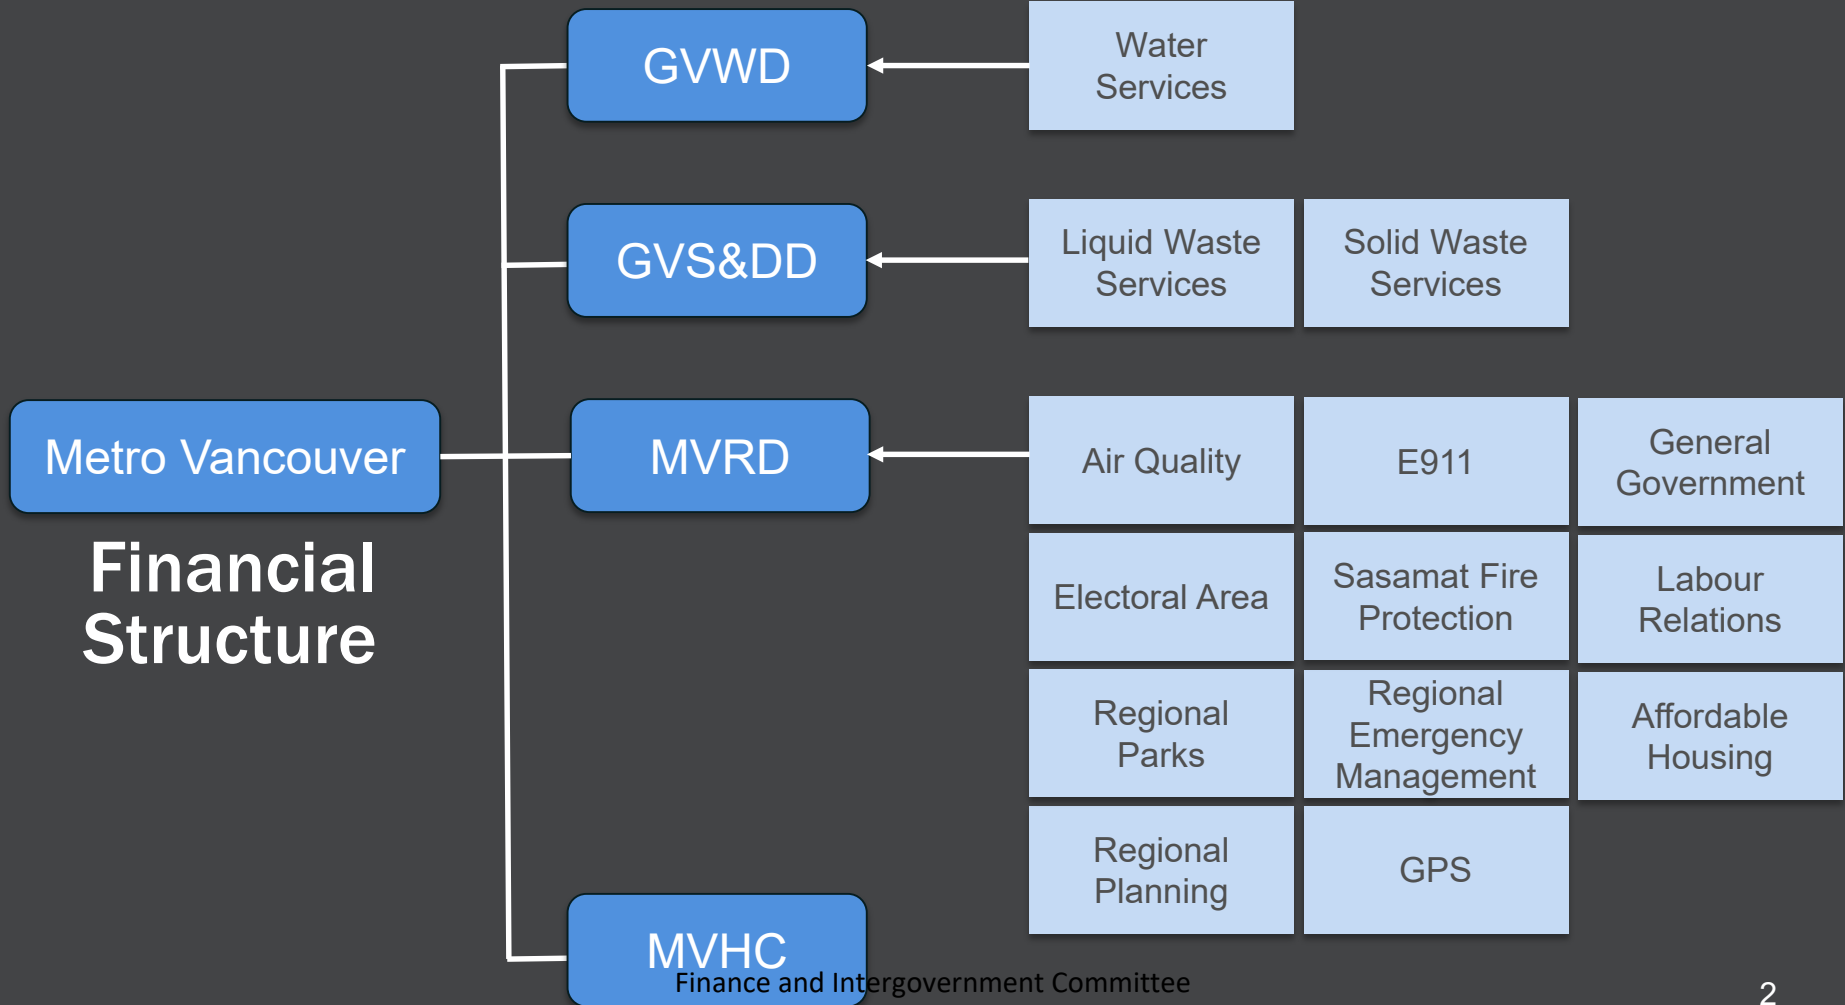 GVWD
Water
Services
GVS&DD
Liquid Waste
Services
Solid Waste
Services
Metro Vancouver
Financial
Structure
MVRD
Air Quality
E911
General
Government
Electoral Area
Sasamat Fire
Protection
Labour
Relations
Regional
Parks
Regional
Emergency
Management
Affordable
Housing
Regional
Planning
GPS
MVHC
Finance and Intergovernment Committee
2